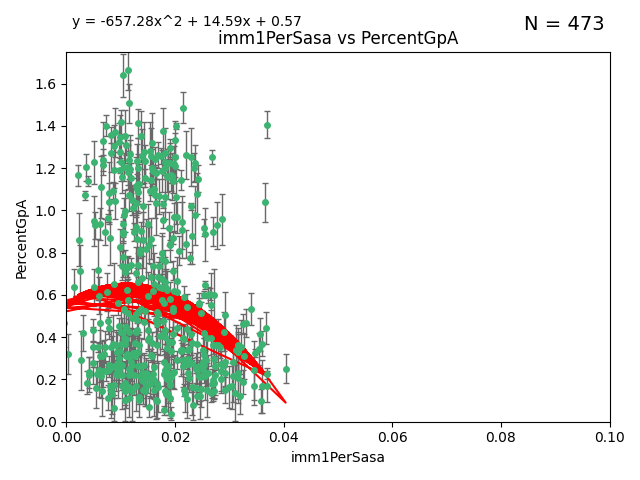 y = -657.28x^2 + 14.59x + 0.57
N = 473
imm1PerSasa vs PercentGpA
1.6
1.4
1.2
1.0
0.8
0.6
0.4
0.2
0.0
PercentGpA
0.00 0.02 0.04 0.06 0.08 0.10
imm1PerSasa